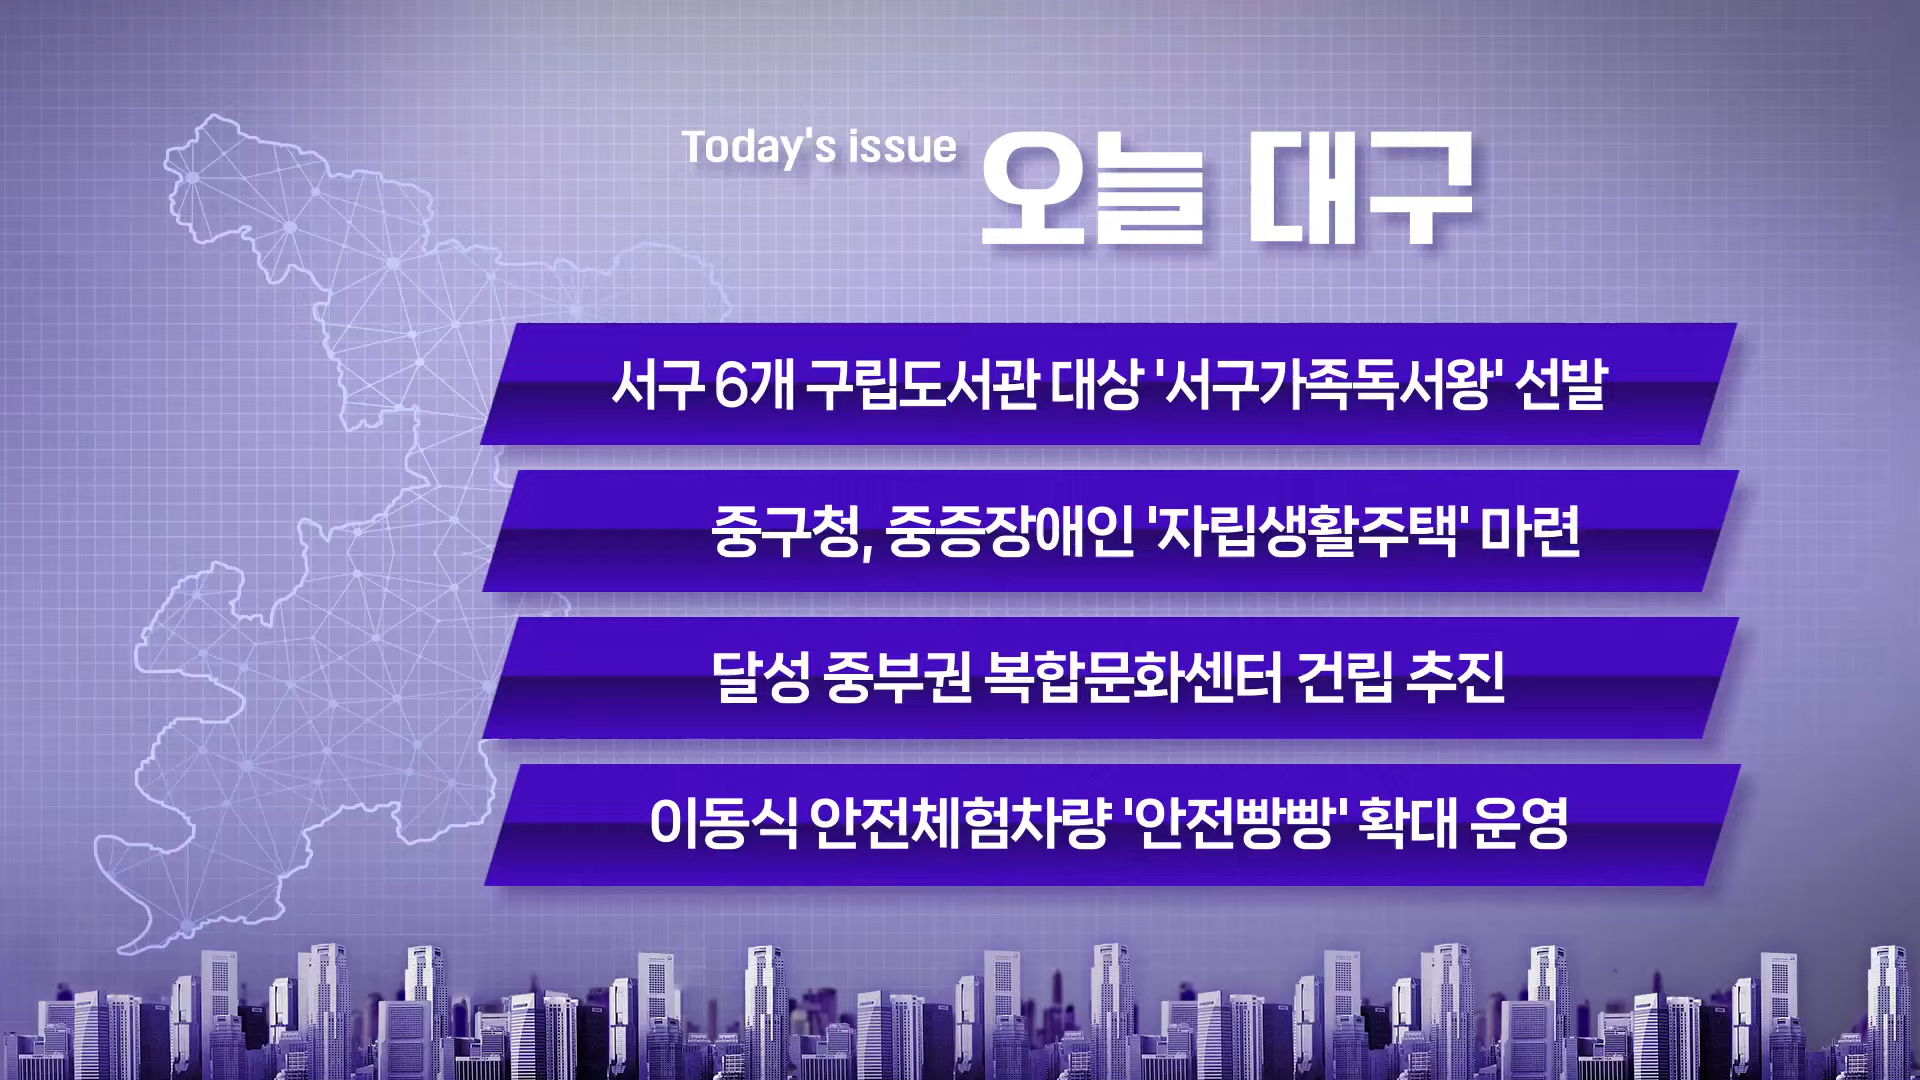 Today's issue 오늘 대구
서구 6개 구립도서관 대상 '서구가족독서왕' 선발
중구청, 중증장애인 '자립생활주택' 마련
달성 중부권 복합문화센터 건립 추진
이동식 안전체험차량 '안전빵빵' 확대 운영